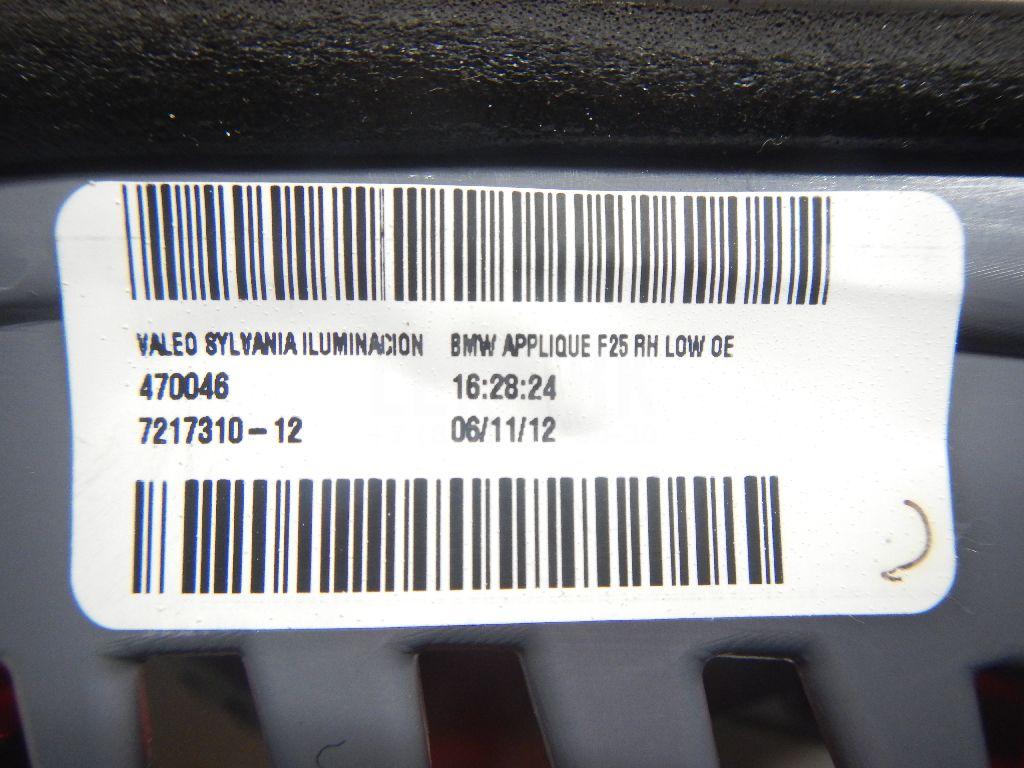 VALEO SYLVANIA ILUMINACION BMW APPLIQUE F25 RH LOW OE
470046 16:28:24
7217310-12 06/11/12